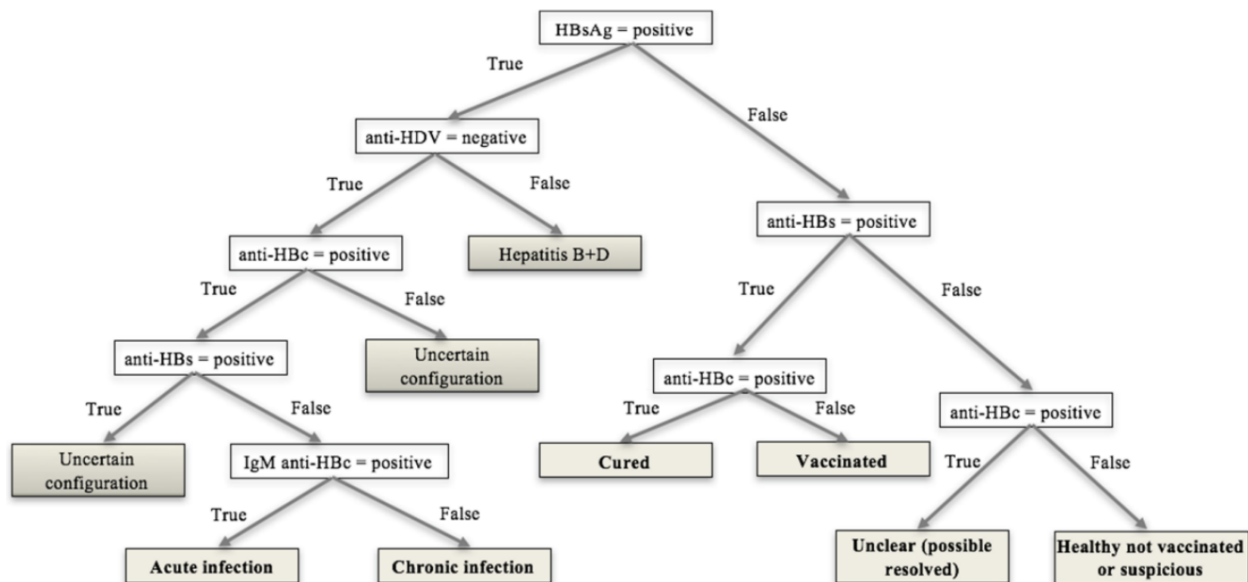 HBsAg = positive
True
False
anti-HDV = negative
True
False
anti-HBs = positive
anti-HBc = positive
Hepatitis B+D
True
False
True
False
anti-HBs = positive
Uncertain
configuration
anti-HBc = positive
anti-HBc = positive
True
False
True
False
Uncertain
configuration
IgM anti-HBc = positive
Cured
Vaccinated
True
False
True
False
Acute infection
Chronic infection
Unclear (possible
resolved)
Healthy not vaccinated
or suspicious